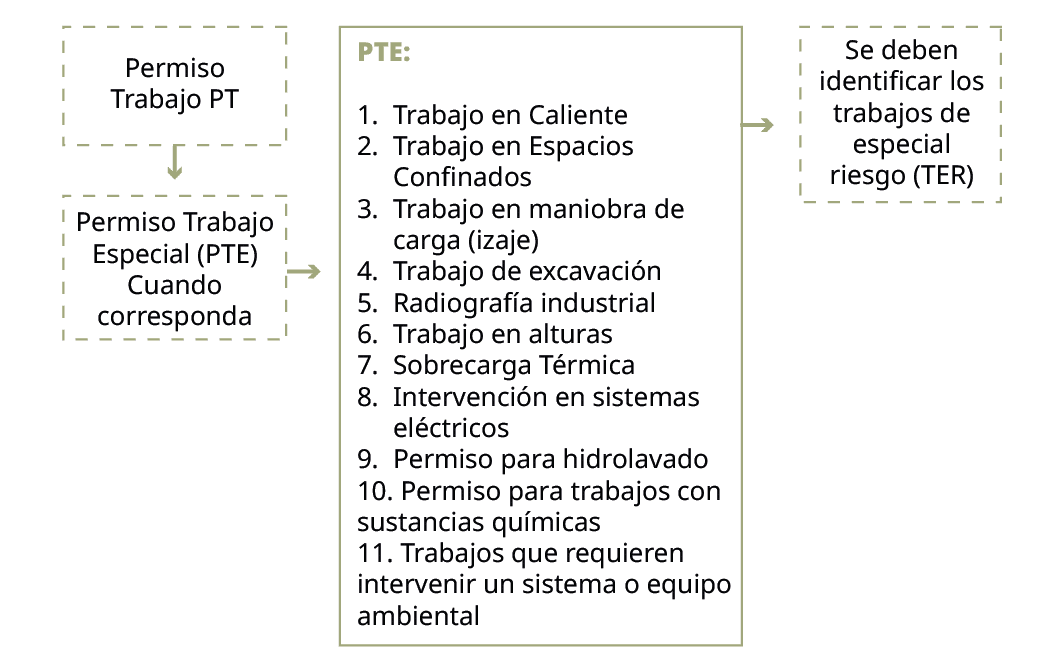 Permiso
Trabajo PT
Permiso Trabajo
Especial (PTE)
Cuando
corresponda
PTE:
1. Trabajo en Caliente
2. Trabajo en Espacios
Confinados
3. Trabajo en maniobra de
carga (izaje)
4. Trabajo de excavación
5. Radiografía industrial
6. Trabajo en alturas
7. Sobrecarga Térmica
8. Intervención en sistemas
eléctricos
9. Permiso para hidrolavado
10. Permiso para trabajos con
sustancias químicas
11. Trabajos que requieren
intervenir un sistema o equipo
ambiental
Se deben
identificar los
trabajos de
especial
riesgo (TER)